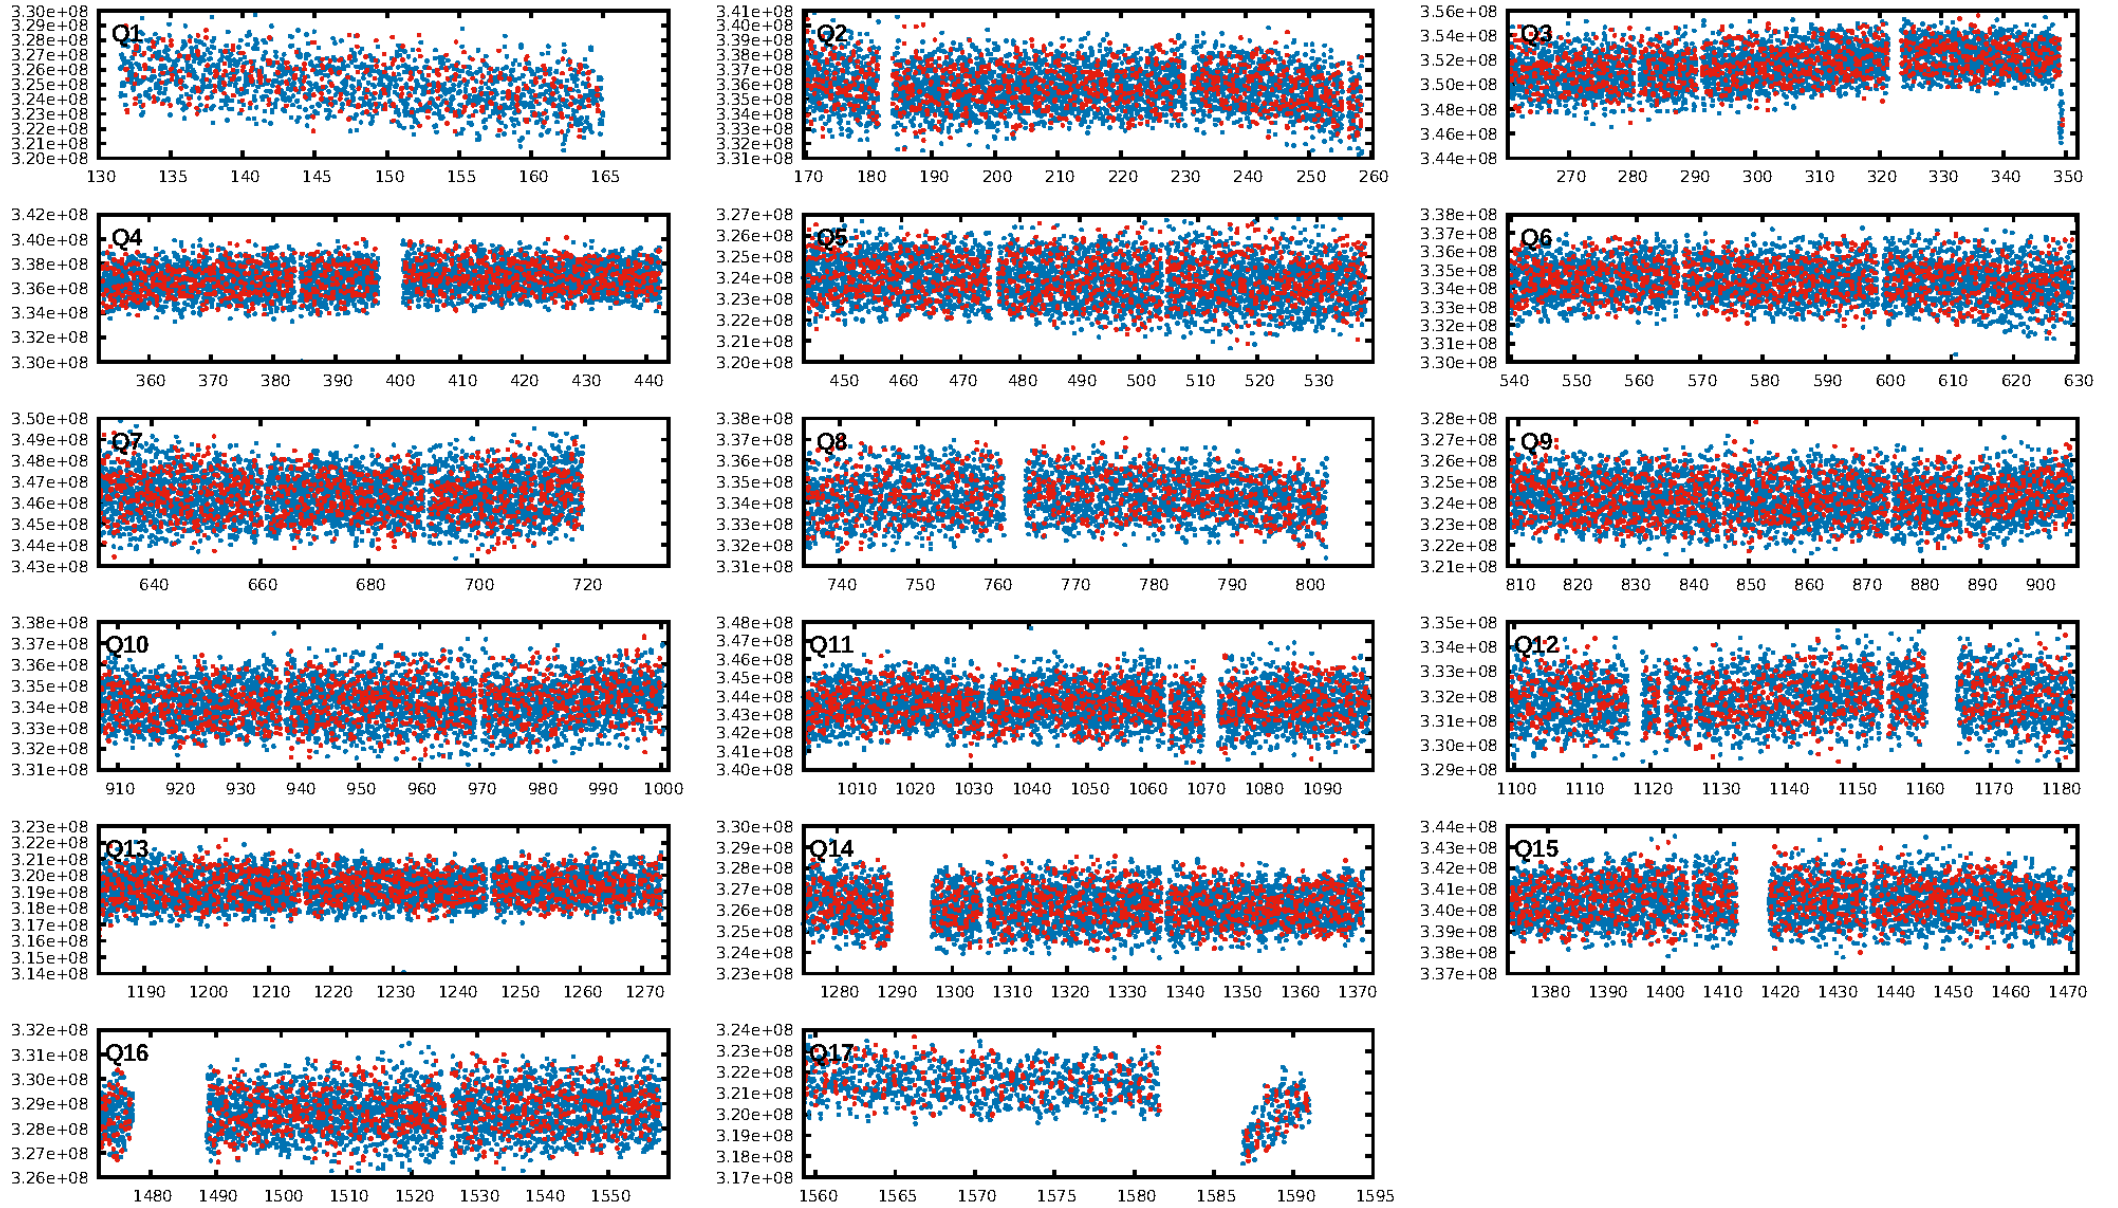 3.30e+08 3.29e+08 3.28e+08 3.27e+08 3.26e+08 3.25e+08 3.24e+08 3.23e+08 3.22e+08 3.21e+08 3.20e+08
Q1
130 135 140 145 150 155 160 165
3.41e+08 3.40e+08 3.39e+08 3.38e+08 3.37e+08 3.36e+08 3.35e+08 3.34e+08 3.33e+08 3.32e+08 3.31e+08
Q2
170 180 190 200 210 220 230 240 250 260
3.56e+08 3.54e+08 3.52e+08 3.50e+08 3.48e+08 3.46e+08 3.44e+08
Q3
270 280 290 300 310 320 330 340 350
3.42e+08 3.40e+08 3.38e+08 3.36e+08 3.34e+08 3.32e+08 3.30e+08
Q4
360 370 380 390 400 410 420 430 440
3.27e+08 3.26e+08 3.25e+08 3.24e+08 3.23e+08 3.22e+08 3.21e+08 3.20e+08
Q5
450 460 470 480 490 500 510 520 530
3.38e+08 3.37e+08 3.36e+08 3.35e+08 3.34e+08 3.33e+08 3.32e+08 3.31e+08 3.30e+08
Q6
540 550 560 570 580 590 600 610 620 630
3.50e+08 3.49e+08 3.48e+08 3.47e+08 3.46e+08 3.45e+08 3.44e+08 3.43e+08
Q7
640 660 680 700 720
3.38e+08 3.37e+08 3.36e+08 3.35e+08 3.34e+08 3.33e+08 3.32e+08 3.31e+08
Q8
740 750 760 770 780 790 800
3.28e+08 3.27e+08 3.26e+08 3.25e+08 3.24e+08 3.23e+08 3.22e+08 3.21e+08
Q9
810 820 830 840 850 860 870 880 890 900
3.38e+08 3.37e+08 3.36e+08 3.35e+08 3.34e+08 3.33e+08 3.32e+08 3.31e+08
Q10
910 920 930 940 950 960 970 980 990 1000
3.48e+08 3.47e+08 3.46e+08 3.45e+08 3.44e+08 3.43e+08 3.42e+08 3.41e+08 3.40e+08
Q11
1010 1020 1030 1040 1050 1060 1070 1080 1090
3.35e+08 3.34e+08 3.33e+08 3.32e+08 3.31e+08 3.30e+08 3.29e+08
Q12
1100 1110 1120 1130 1140 1150 1160 1170 1180
3.23e+08 3.22e+08 3.21e+08 3.20e+08 3.19e+08 3.18e+08 3.17e+08 3.16e+08 3.15e+08 3.14e+08
Q13
1190 1200 1210 1220 1230 1240 1250 1260 1270
3.30e+08 3.29e+08 3.28e+08 3.27e+08 3.26e+08 3.25e+08 3.24e+08 3.23e+08
Q14
1280 1290 1300 1310 1320 1330 1340 1350 1360 1370
3.44e+08 3.43e+08 3.42e+08 3.41e+08 3.40e+08 3.39e+08 3.38e+08 3.37e+08
Q15
1380 1390 1400 1410 1420 1430 1440 1450 1460 1470
3.32e+08 3.31e+08 3.30e+08 3.29e+08 3.28e+08 3.27e+08 3.26e+08
Q16
1480 1490 1500 1510 1520 1530 1540 1550
3.24e+08 3.23e+08 3.22e+08 3.21e+08 3.20e+08 3.19e+08 3.18e+08 3.17e+08
Q17
1560 1565 1570 1575 1580 1585 1590 1595